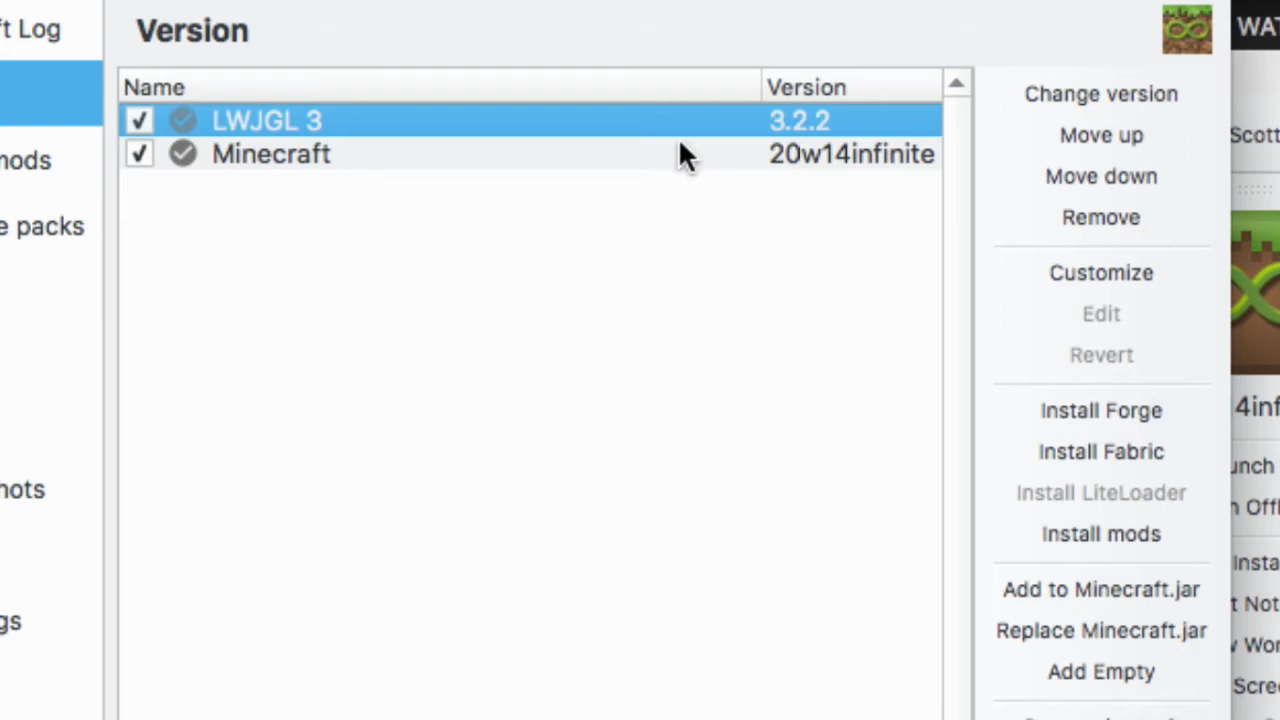 ft Log
mods
e packs
hots
gs
Version
Name Version
LWJGL 3 3.2.2
Minecraft 20w14infinite
Change version
Move up
Move down
Remove
Customize
Edit
Revert
Install Forge
Install Fabric
Install LiteLoader
Install mods
Add to Minecraft.jar
Replace Minecraft.jar
Add Empty
WAT
Scott
4inf
unch
n Offl
Insta
t Not
w Wor
Scree